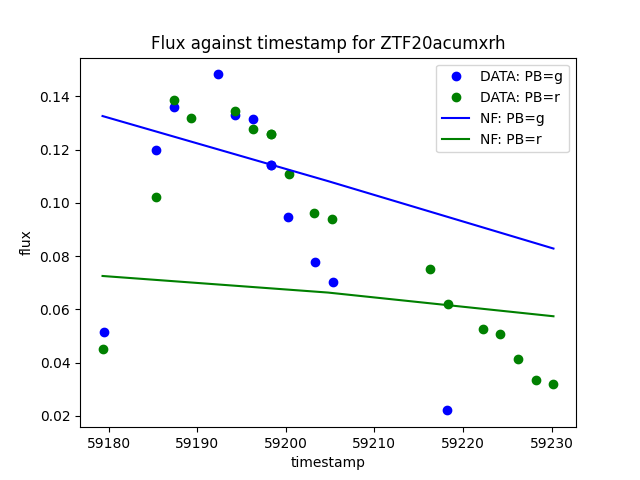 Flux against timestamp for ZTF20acumxrh
DATA: PB=g
DATA: PB=r
NF: PB=g
NF: PB=r
flux
0.14
0.12
0.10
0.08
0.06
0.04
0.02
59180 59190 59200 59210 59220 59230
timestamp